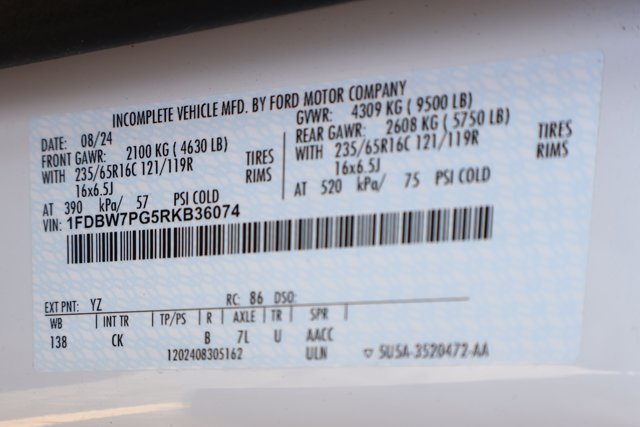 INCOMPLETE VEHICLE MFD. BY FORD MOTOR COMPANY
DATE: 08/24 GVWR: 4309 KG ( 9500 LB)
FRONT GAWR: 2100 KG ( 4630 LB) REAR GAWR: 2608 KG ( 5750 LB)
WITH 235/65R16C 121/119R TIRES WITH 235/65R16C 121/119R TIRES
16x6.5J RIMS 16x6.5J RIMS
AT 390 kPa/ 57 PSI COLD AT 520 kPa/ 75 PSI COLD
VIN: 1FDBW7PG5RKB36074
EXT PNT: YZ RC: 86 DSO:
WB INT TR TP/PS R AXLE TR SPR
138 CK B 7L U AACC
1202408305162 ULN ▽ 5USA-3520472-AA